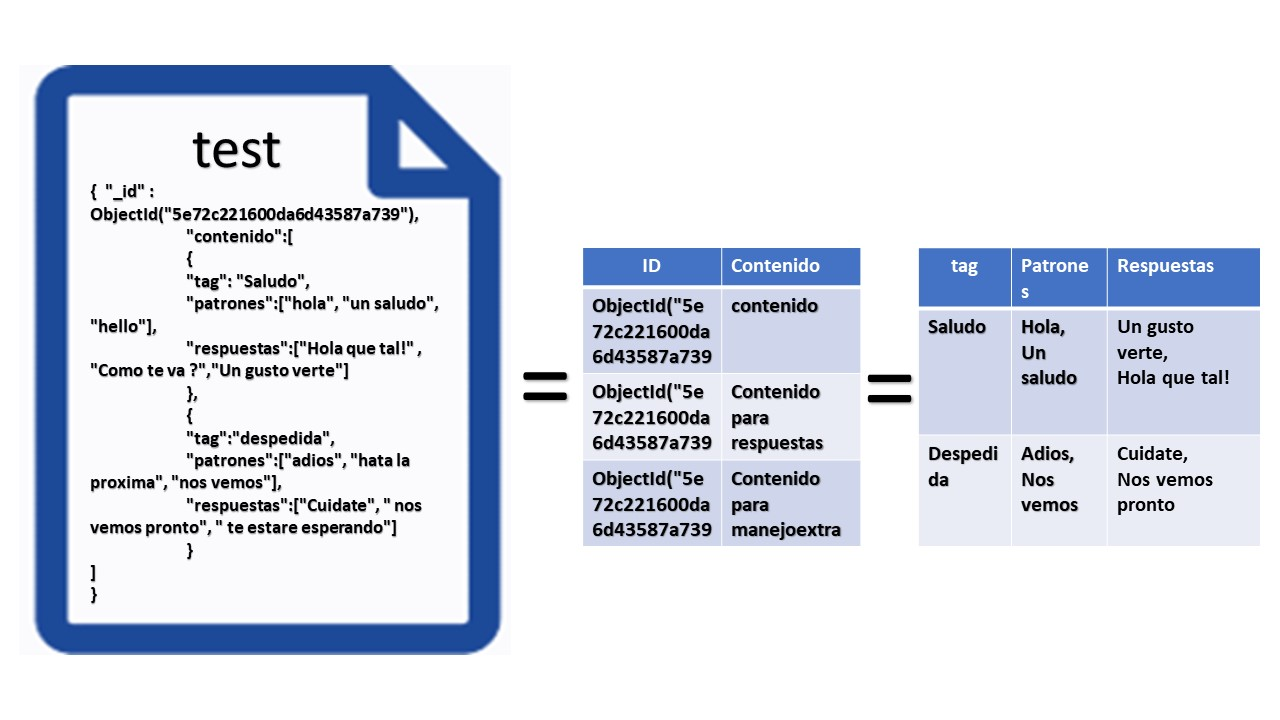 test
{  "_id" :
ObjectId("5e72c221600da6d43587a739"),
"contenido":[
{
"tag": "Saludo",
"patrones":["hola", "un saludo",
"hello"],
"respuestas":["Hola que tal!" ,
"Como te va ?","Un gusto verte"]
},
{
"tag":"despedida",
"patrones":["adios", "hata la
proxima", "nos vemos"],
"respuestas":["Cuidate", " nos
vemos pronto", " te estare esperando"]
}
]
}
=
ID
Contenido
ObjectId("5e
72c221600da
6d43587a739
contenido
ObjectId("5e
72c221600da
6d43587a739
Contenido
para
respuestas
ObjectId("5e
72c221600da
6d43587a739
Contenido
para
manejoextra
=
tag
Patrone
s
Respuestas
Saludo
Hola,
Un
saludo
Un gusto
verte,
Hola que tal!
Despedi
da
Adios,
Nos
vemos
Cuidate,
Nos vemos
pronto